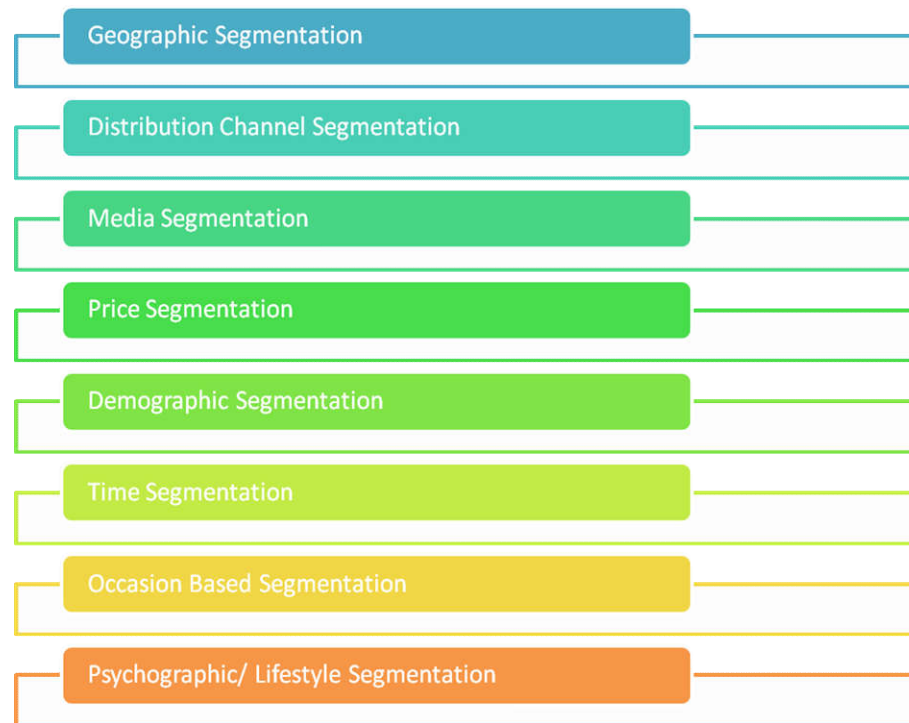 Geographic Segmentation
Distribution Channel Segmentation
Media Segmentation
Price Segmentation
Demographic Segmentation
Time Segmentation
Occasion Based Segmentation
Psychographic/ Lifestyle Segmentation